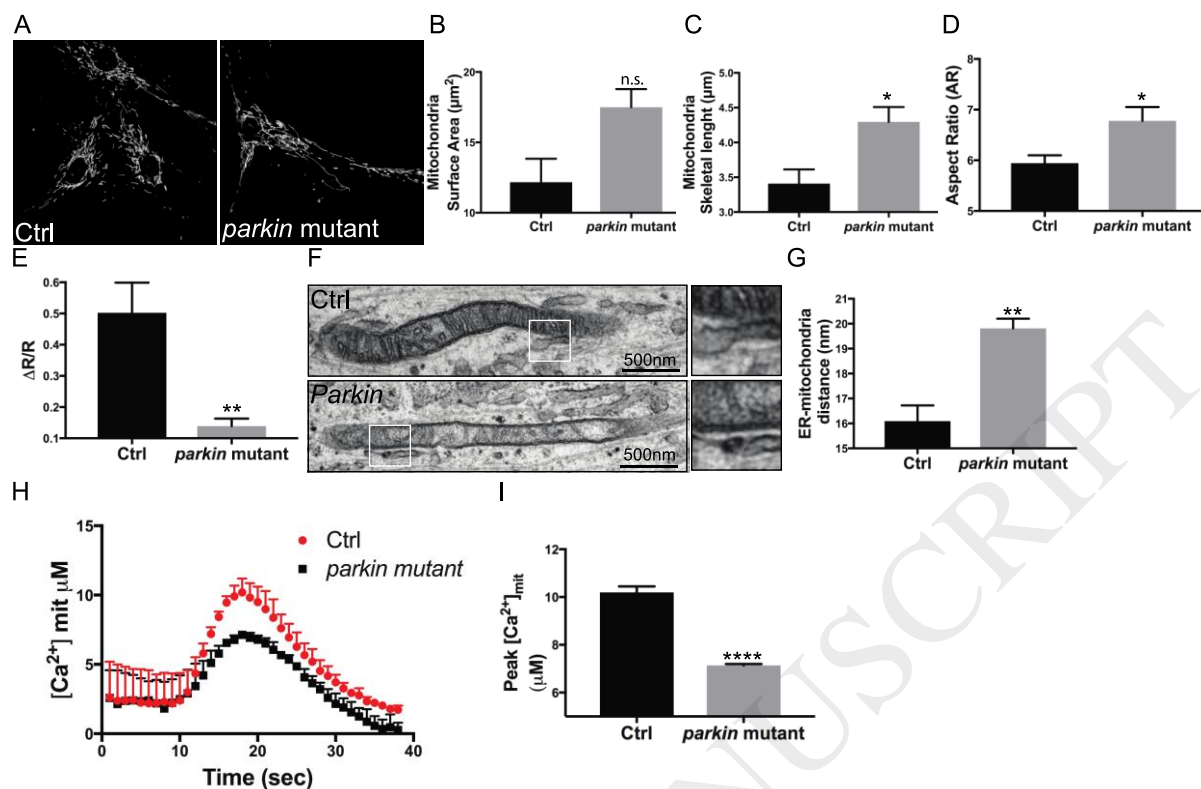 A
Ctrl
parkin mutant
B
Mitochondria
Surface Area (µm²)
20
15
10
n.s.
Ctrl
parkin mutant
C
Mitochondria
Skeletal lenght (µm)
5.0
4.5
4.0
3.5
3.0
*
Ctrl
parkin mutant
D
Aspect Ratio (AR)
8
7
6
5
*
Ctrl
parkin mutant
E
ΔR/R
0.6
0.5
0.4
0.3
0.2
0.1
**
Ctrl
parkin mutant
F
Ctrl
500nm
Parkin
500nm
G
ER-mitochondria
distance (nm)
21
20
19
18
17
16
15
**
Ctrl
parkin mutant
H
[Ca²⁺] mit µM
15
10
5
0
0
10
20
30
40
Time (sec)
Ctrl
parkin mutant
I
Peak [Ca²⁺]mit
(µM)
12
10
8
6
****
Ctrl
parkin mutant
NUSCRIPT